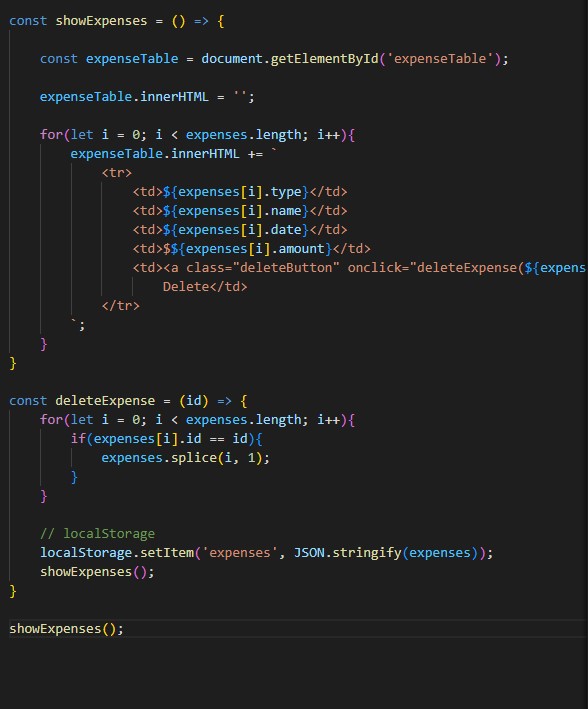 const showExpenses = () => {
const expenseTable = document.getElementById('expenseTable');
expenseTable.innerHTML = '';
for(let i = 0; i < expenses.length; i++){
expenseTable.innerHTML += `
<tr>
<td>${expenses[i].type}</td>
<td>${expenses[i].name}</td>
<td>${expenses[i].date}</td>
<td>$${expenses[i].amount}</td>
<td><a class="deleteButton" onclick="deleteExpense(${expens
Delete</td>
</tr>
`;
}
}
const deleteExpense = (id) => {
for(let i = 0; i < expenses.length; i++){
if(expenses[i].id == id){
expenses.splice(i, 1);
}
}
// localStorage
localStorage.setItem('expenses', JSON.stringify(expenses));
showExpenses();
}
showExpenses();